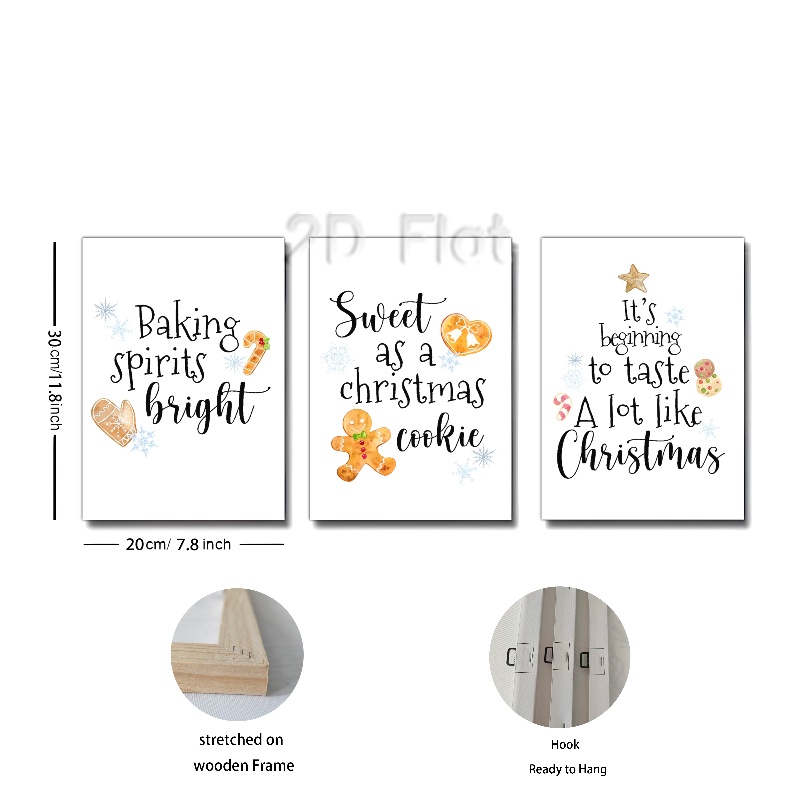 2D Flat
30cm/11.8inch
Baking
spirits
bright
Sweet
as a
christmas
cookie
It's
beginning
to taste
A lot like
Christmas
20cm/ 7.8 inch
stretched on
wooden Frame
Hook
Ready to Hang